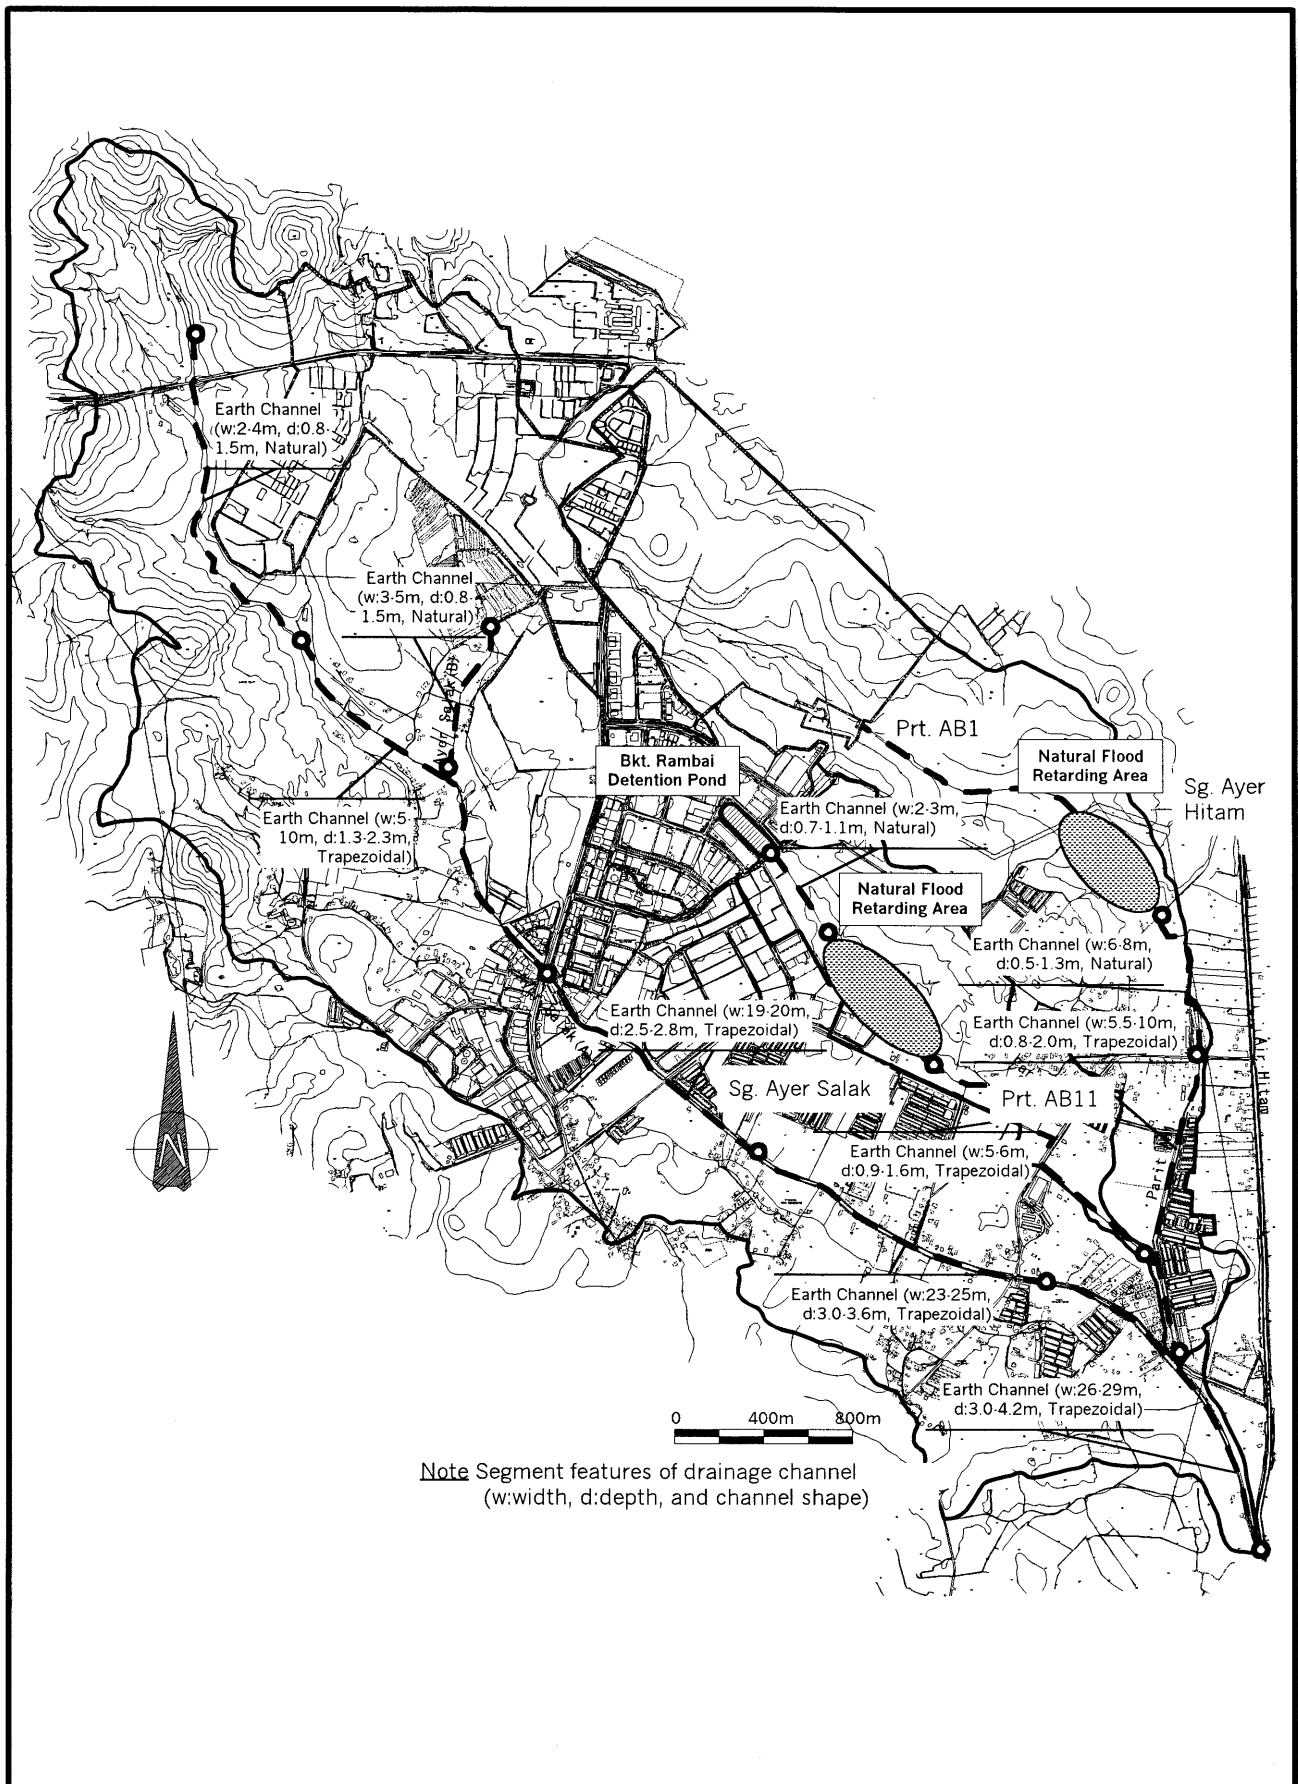 Earth Channel
(w:2-4m, d:0.8-
1.5m, Natural)
Earth Channel
(w:3-5m, d:0.8-
1.5m, Natural)
Ayer Salak (B)
Prt. AB1
Natural Flood
Retarding Area
Bkt. Rambai
Detention Pond
Sg. Ayer
Hitam
Earth Channel (w:2-3m,
d:0.7-1.1m, Natural)
Earth Channel (w:5-
10m, d:1.3-2.3m,
Trapezoidal)
Natural Flood
Retarding Area
Earth Channel (w:6-8m,
d:0.5-1.3m, Natural)
Earth Channel (w:19-20m,
d:2.5-2.8m, Trapezoidal)
Earth Channel (w:5.5-10m,
d:0.8-2.0m, Trapezoidal)
Air Hitam
Sg. Ayer Salak
Prt. AB11
N
Earth Channel (w:5-6m,
d:0.9-1.6m, Trapezoidal)
Parit
Earth Channel (w:23-25m,
d:3.0-3.6m, Trapezoidal)
Earth Channel (w:26-29m,
d:3.0-4.2m, Trapezoidal)
0 400m 800m
Note Segment features of drainage channel
(w:width, d:depth, and channel shape)